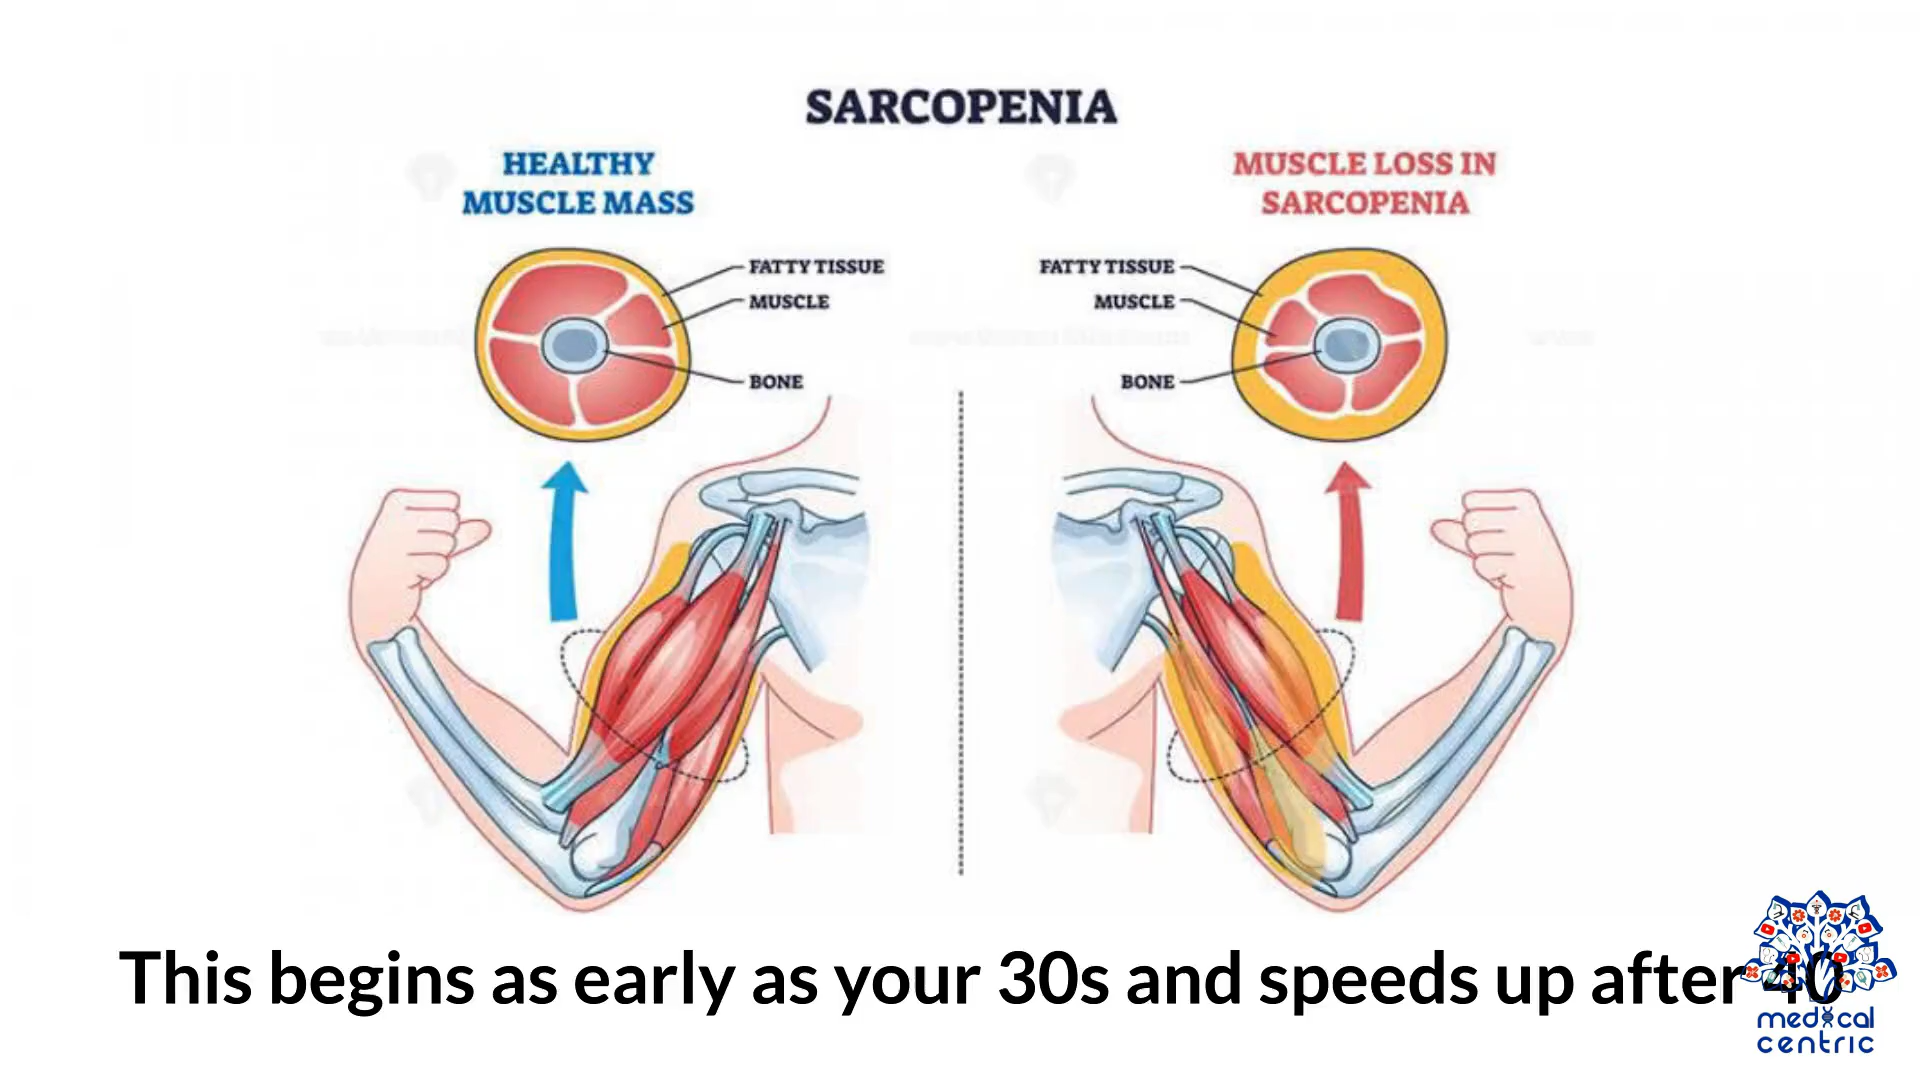 SARCOPENIA
HEALTHY
MUSCLE MASS
FATTY TISSUE
MUSCLE
BONE
MUSCLE LOSS IN
SARCOPENIA
FATTY TISSUE
MUSCLE
BONE
This begins as early as your 30s and speeds up after 40
medical
centric